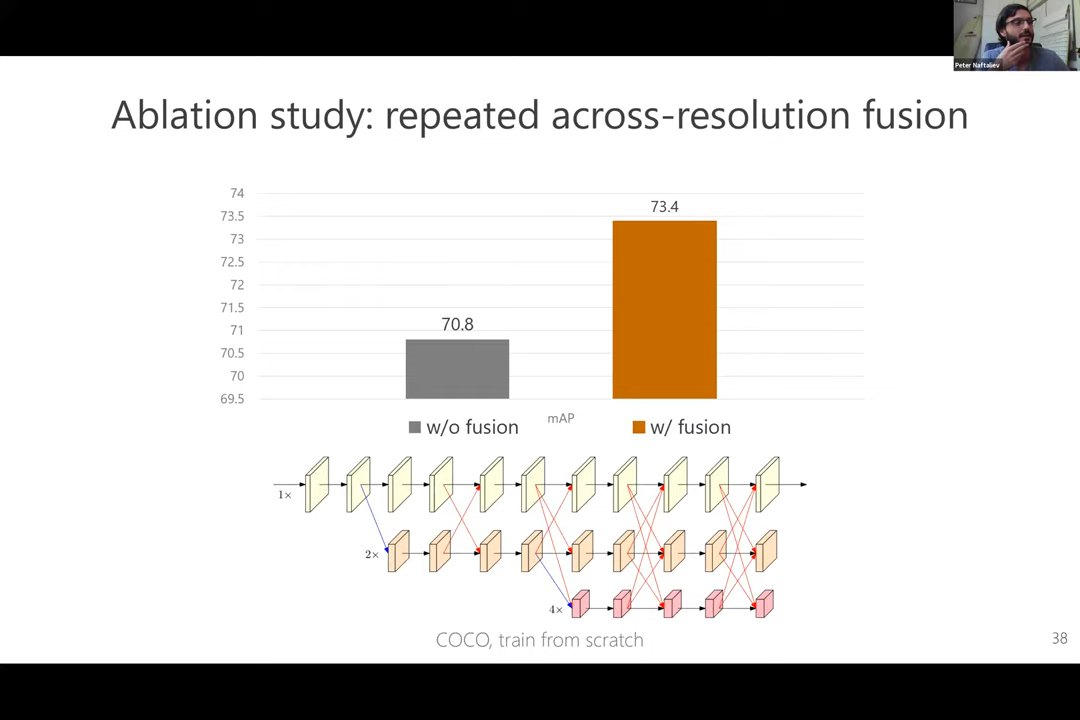 Peter Naftaliev
Ablation study: repeated across-resolution fusion
74
73.5
73
72.5
72
71.5
71
70.5
70
69.5
70.8
73.4
mAP
w/o fusion
w/ fusion
1×
2×
4×
COCO, train from scratch
38